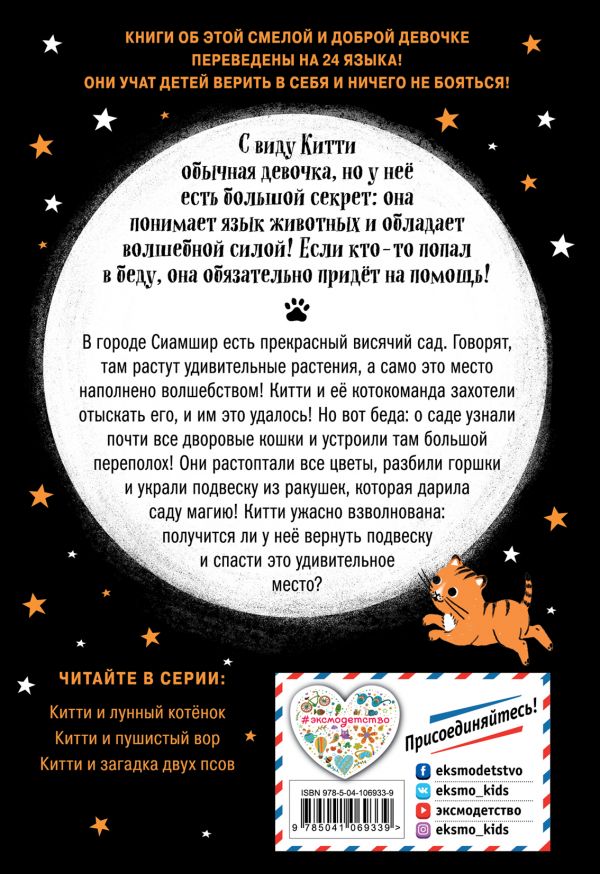 КНИГИ ОБ ЭТОЙ СМЕЛОЙ И ДОБРОЙ ДЕВОЧКЕ
ПЕРЕВЕДЕНЫ НА 24 ЯЗЫКА!
ОНИ УЧАТ ДЕТЕЙ ВЕРИТЬ В СЕБЯ И НИЧЕГО НЕ БОЯТЬСЯ!
С виду Китти
обычная девочка, но у неё
есть большой секрет: она
понимает язык животных и обладает
волшебной силой! Если кто-то попал
в беду, она обязательно придёт на помощь!
В городе Сиамшир есть прекрасный висячий сад. Говорят,
там растут удивительные растения, а само это место
наполнено волшебством! Китти и её котокоманда захотели
отыскать его, и им это удалось! Но вот беда: о саде узнали
почти все дворовые кошки и устроили там большой
переполох! Они растоптали все цветы, разбили горшки
и украли подвеску из ракушек, которая дарила
саду магию! Китти ужасно взволнована:
получится ли у неё вернуть подвеску
и спасти это удивительное
место?
ЧИТАЙТЕ В СЕРИИ:
Китти и лунный котёнок
Китти и пушистый вор
Китти и загадка двух псов
#эксмодетство
ISBN 978-5-04-106933-9
9 785041 069339 >
Присоединяйтесь!
eksmodetstvo
eksmo_kids
эксмодетство
eksmo_kids